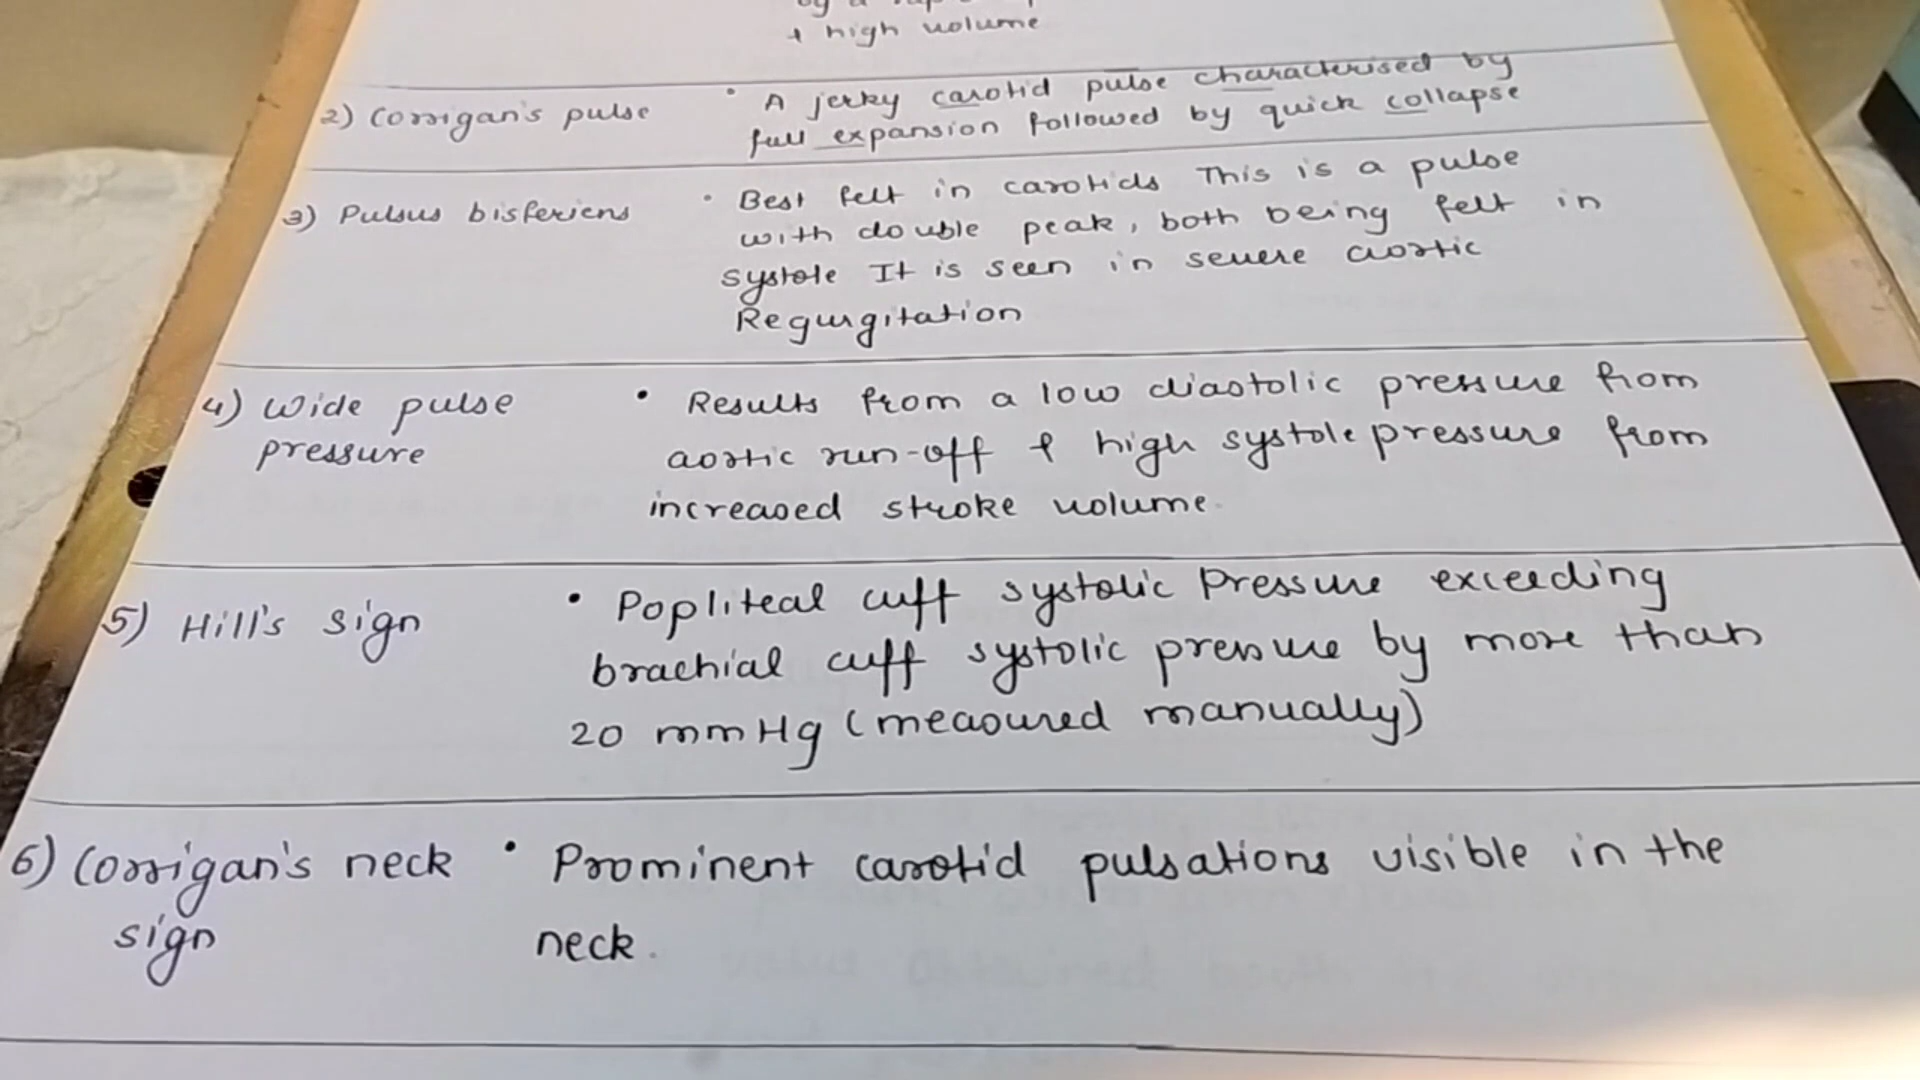 + high volume
2) Corrigan's pulse
• A jerky carotid pulse characterised by
full expansion followed by quick collapse
3) Pulsus bisferiens
• Best felt in carotids This is a pulse
with double peak, both being felt in
systole It is seen in severe aortic
Regurgitation
4) Wide pulse
pressure
• Results from a low diastolic pressure from
aortic run-off & high systole pressure from
increased stroke volume.
5) Hill's sign
• Popliteal cuff systolic Pressure exceeding
brachial cuff systolic pressure by more than
20 mmHg (measured manually)
6) Corrigan's neck
sign
• Prominent carotid pulsations visible in the
neck.